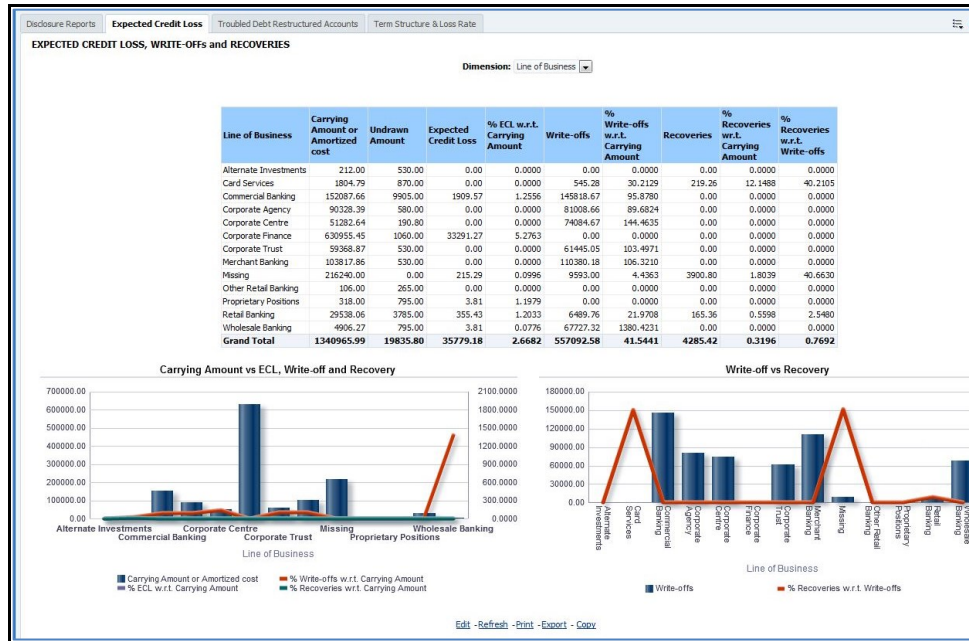 Disclosure Reports Expected Credit Loss Troubled Debt Restructured Accounts Term Structure & Loss Rate
EXPECTED CREDIT LOSS, WRITE-OFFs and RECOVERIES
Dimension: Line of Business
Line of Business Carrying Amount or Amortized cost Undrawn Amount Expected Credit Loss % ECL w.r.t. Carrying Amount Write-offs % Write-offs w.r.t. Carrying Amount Recoveries % Recoveries wr.t. Carrying Amount % Recoveries w.r.t. Write-offs
Alternate Investments 212.00 530.00 0.00 0.0000 0.00 0.0000 0.00 0.0000 0.0000
Card Services 1804.79 870.00 0.00 0.0000 545.28 30.2129 219.26 12.1488 40.2105
Commercial Banking 152087.66 9905.00 1909.57 1.2556 145818.67 95.8780 0.00 0.0000 0.0000
Corporate Agency 90328.39 580.00 0.00 0.0000 81008.66 89.6824 0.00 0.0000 0.0000
Corporate Centre 51282.64 190.80 0.00 0.0000 74084.67 144.4635 0.00 0.0000 0.0000
Corporate Finance 630955.45 1060.00 33291.27 5.2763 0.00 0.0000 0.00 0.0000 0.0000
Corporate Trust 59368.87 530.00 0.00 0.0000 61445.05 103.4971 0.00 0.0000 0.0000
Merchant Banking 103817.86 530.00 0.00 0.0000 110380.18 106.3210 0.00 0.0000 0.0000
Missing 216240.00 0.00 215.29 0.0996 9593.00 4.4363 3900.80 1.8039 40.6630
Other Retail Banking 106.00 265.00 0.00 0.0000 0.00 0.0000 0.00 0.0000 0.0000
Proprietary Positions 318.00 795.00 3.81 1.1979 0.00 0.0000 0.00 0.0000 0.0000
Retail Banking 29538.06 3785.00 355.43 1.2033 6489.76 21.9708 165.36 0.5598 2.5480
Wholesale Banking 4906.27 795.00 3.81 0.0776 67727.32 1380.4231 0.00 0.0000 0.0000
Grand Total 1340965.99 19835.80 35779.18 2.6682 557092.58 41.5441 4285.42 0.3196 0.7692
Carrying Amount vs ECL, Write-off and Recovery
700000.00 2100.0000
600000.00 1800.0000
500000.00 1500.0000
400000.00 1200.0000
300000.00 900.0000
200000.00 600.0000
100000.00 300.0000
0.00 0.0000
Alternate Investments Corporate Centre Missing Wholesale Banking
Commercial Banking Corporate Trust Proprietary Positions
Line of Business
Carrying Amount or Amortized cost % Write-offs w.r.t. Carrying Amount
% ECL w.r.t. Carrying Amount % Recoveries w.r.t. Carrying Amount
Write-off vs Recovery
180000.00
150000.00
120000.00
90000.00
60000.00
30000.00
0.00
Alternate Investments
Card Services
Commercial Banking
Corporate Agency
Corporate Centre
Corporate Finance
Corporate Trust
Merchant Banking
Missing
Other Retail Banking
Proprietary Positions
Retail Banking
Wholesale Banking
Line of Business
Write-offs % Recoveries w.r.t. Write-offs
Edit - Refresh - Print - Export - Copy